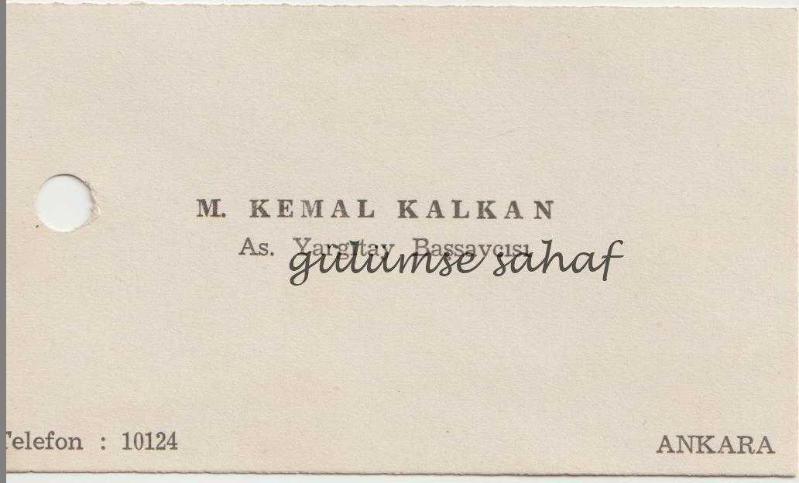 M. KEMAL KALKAN
As. Yargıtay Başsavcısı
gulumse sahaf
Telefon : 10124
ANKARA